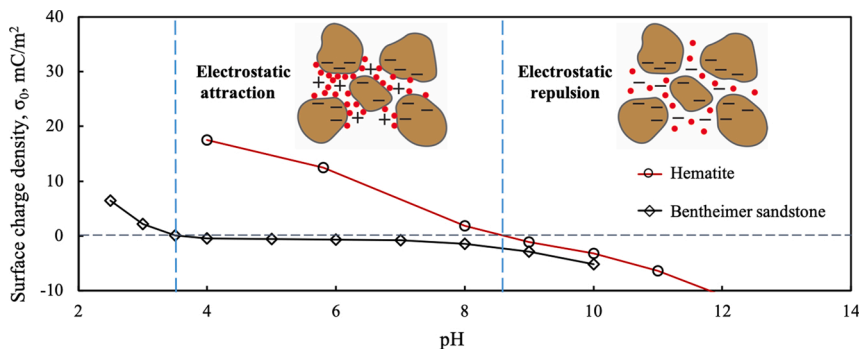 40
30
20
10
0
-10
Surface charge density, σ0, mC/m²
Electrostatic
attraction
Electrostatic
repulsion
Hematite
Bentheimer sandstone
2 4 6 8 10 12 14
pH